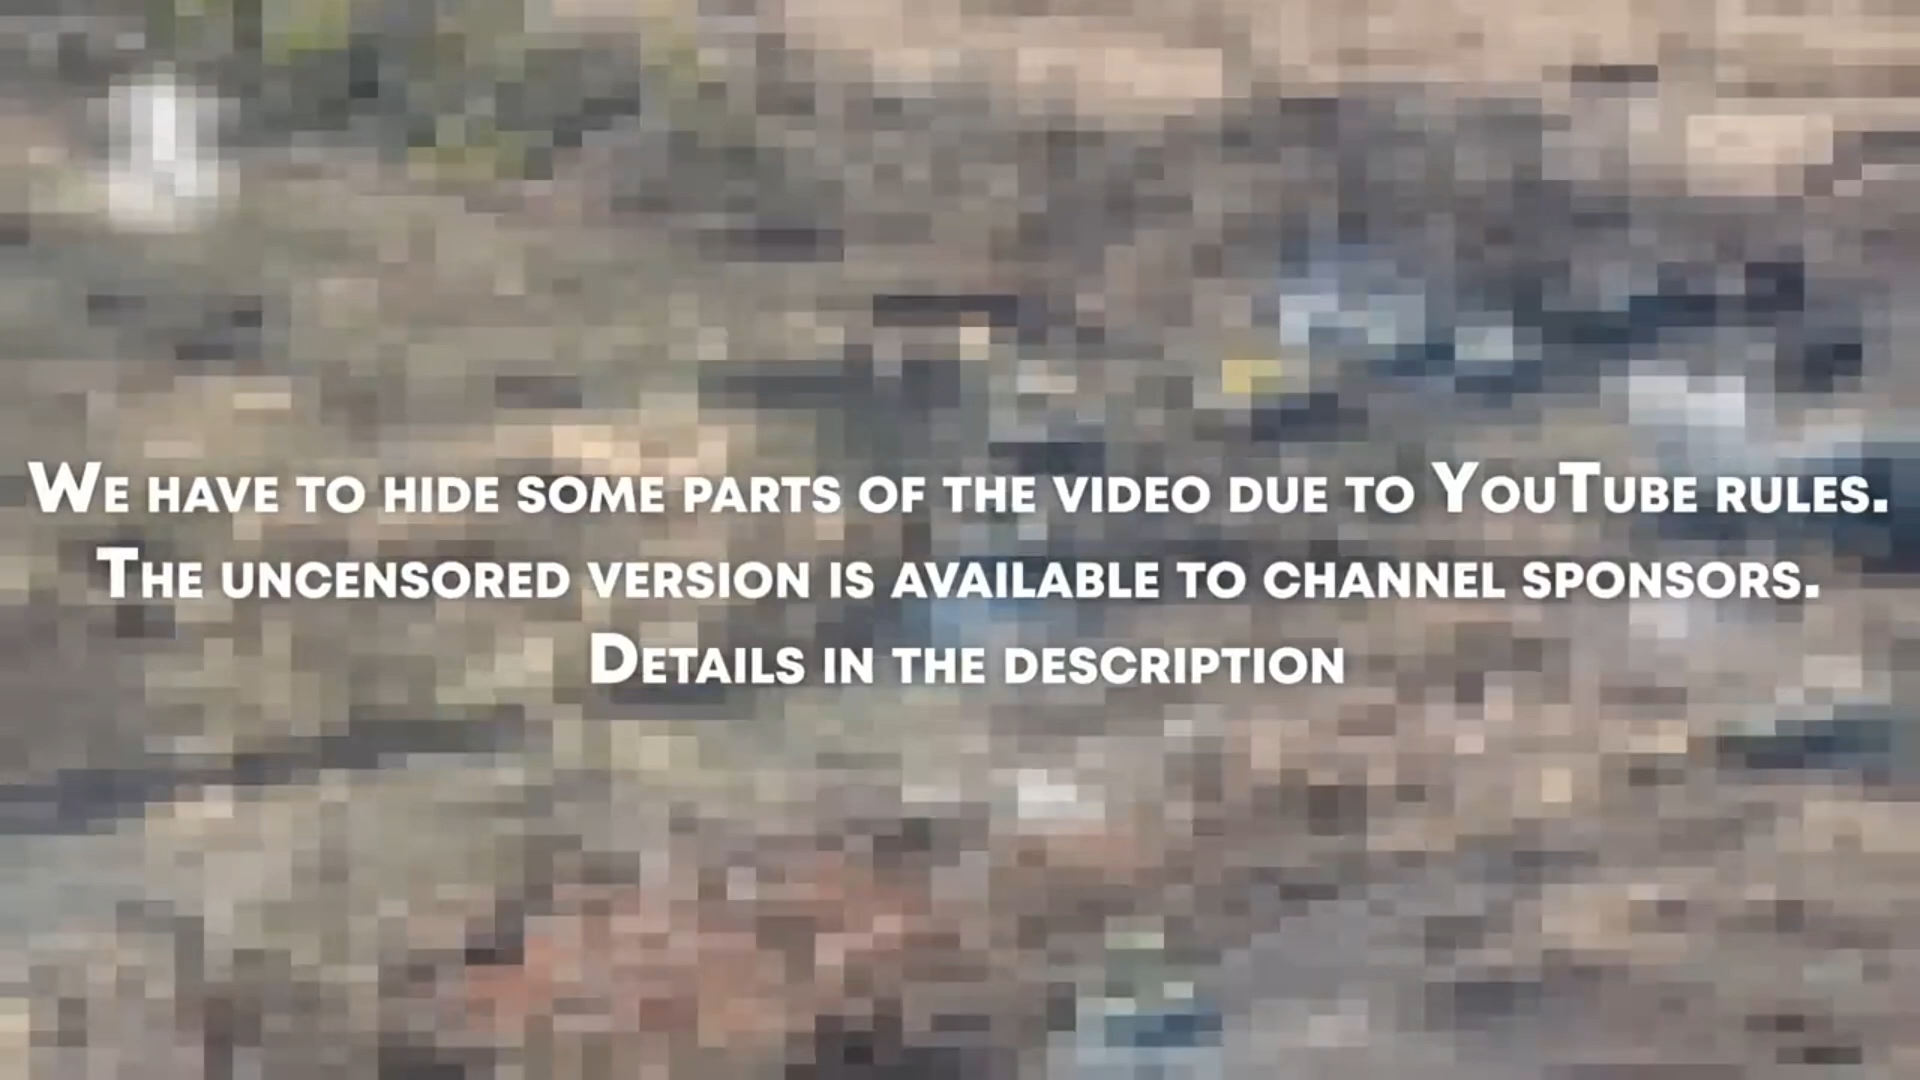 We have to hide some parts of the video due to YouTube rules.
The uncensored version is available to channel sponsors.
Details in the description